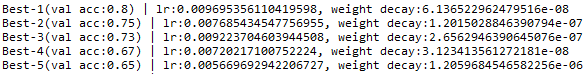 Best-1(val acc:0.8) | lr:0.009695356110419598, weight decay:6.136522962479516e-08
Best-2(val acc:0.75) | lr:0.007685434547756955, weight decay:1.2015028846390794e-07
Best-3(val acc:0.73) | lr:0.009223704603944508, weight decay:2.6562946390645076e-07
Best-4(val acc:0.67) | lr:0.00720217100752224, weight decay:3.123413561272181e-08
Best-5(val acc:0.65) | lr:0.005669692942206727, weight decay:1.2059684546582256e-06